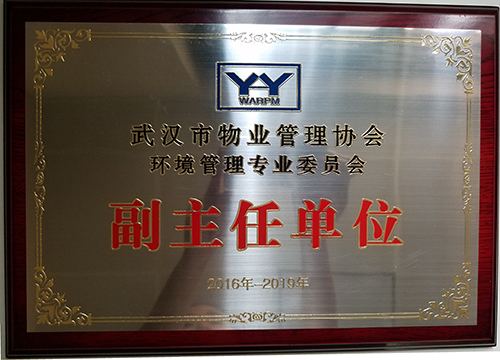 WARPM
武汉市物业管理协会
环境管理专业委员会
副主任单位
2016年-2019年